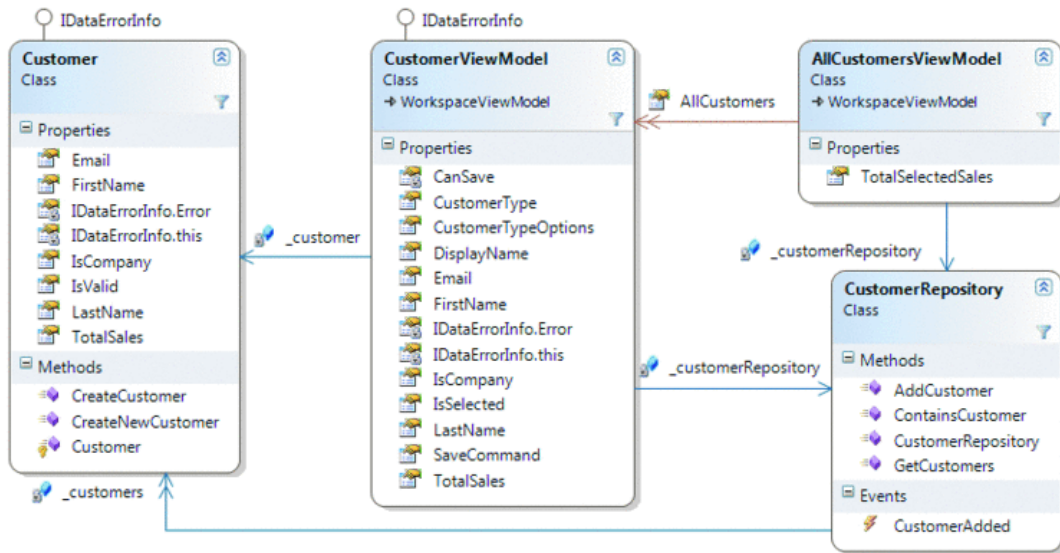 IDataErrorInfo
Customer
Class
Properties
Email
FirstName
IDataErrorInfo.Error
IDataErrorInfo.this
IsCompany
IsValid
LastName
TotalSales
Methods
CreateCustomer
CreateNewCustomer
Customer
_customer
IDataErrorInfo
CustomerViewModel
Class
WorkspaceViewModel
Properties
CanSave
CustomerType
CustomerTypeOptions
DisplayName
Email
FirstName
IDataErrorInfo.Error
IDataErrorInfo.this
IsCompany
IsSelected
LastName
SaveCommand
TotalSales
AllCustomers
AllCustomersViewModel
Class
WorkspaceViewModel
Properties
TotalSelectedSales
_customerRepository
_customerRepository
CustomerRepository
Class
Methods
AddCustomer
ContainsCustomer
CustomerRepository
GetCustomers
Events
CustomerAdded
_customers